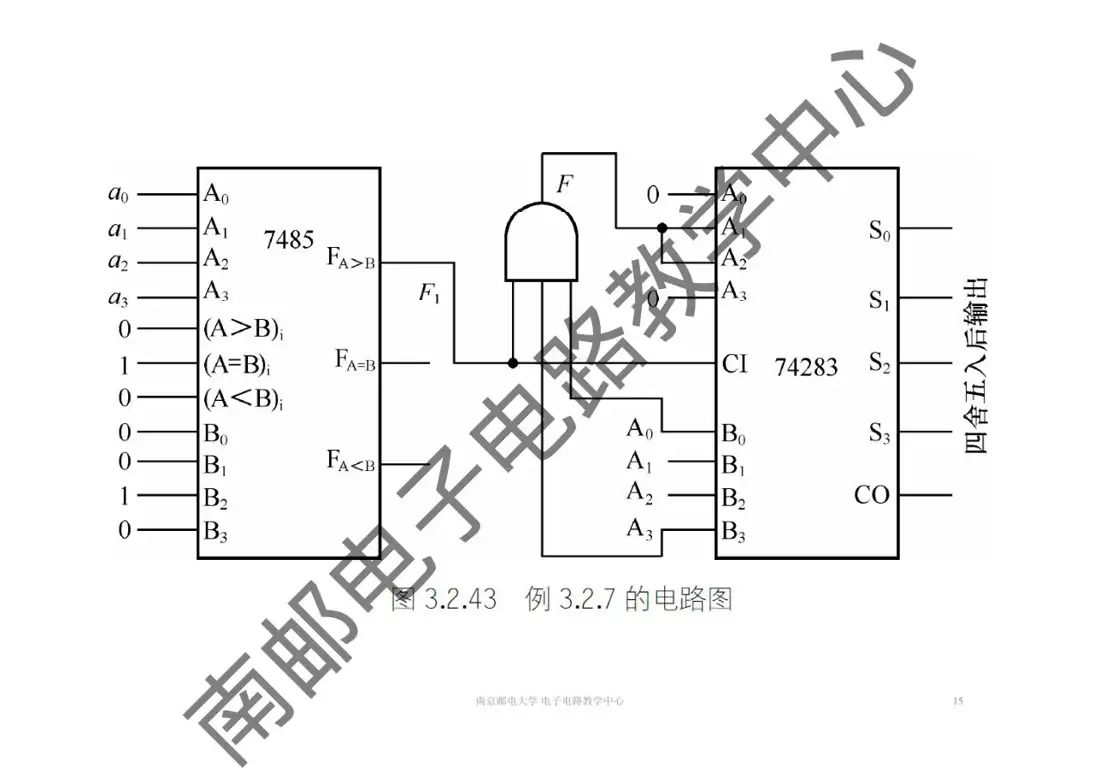 a₀ A₀
a₁ A₁
a₂ A₂
a₃ A₃
0 (A>B)ᵢ
1 (A=B)ᵢ
0 (A<B)ᵢ
0 B₀
0 B₁
1 B₂
0 B₃
7485
F_A>B
F_A=B
F_A<B
F₁
F
0 A₀
A₁
A₂
0 A₃
CI
74283
A₀ B₀
A₁ B₁
A₂ B₂
A₃ B₃
S₀
S₁
S₂
S₃
CO
四舍五入后输出
图 3.2.43 例 3.2.7 的电路图
南邮电子电路教学中心
南京邮电大学 电子电路教学中心 15